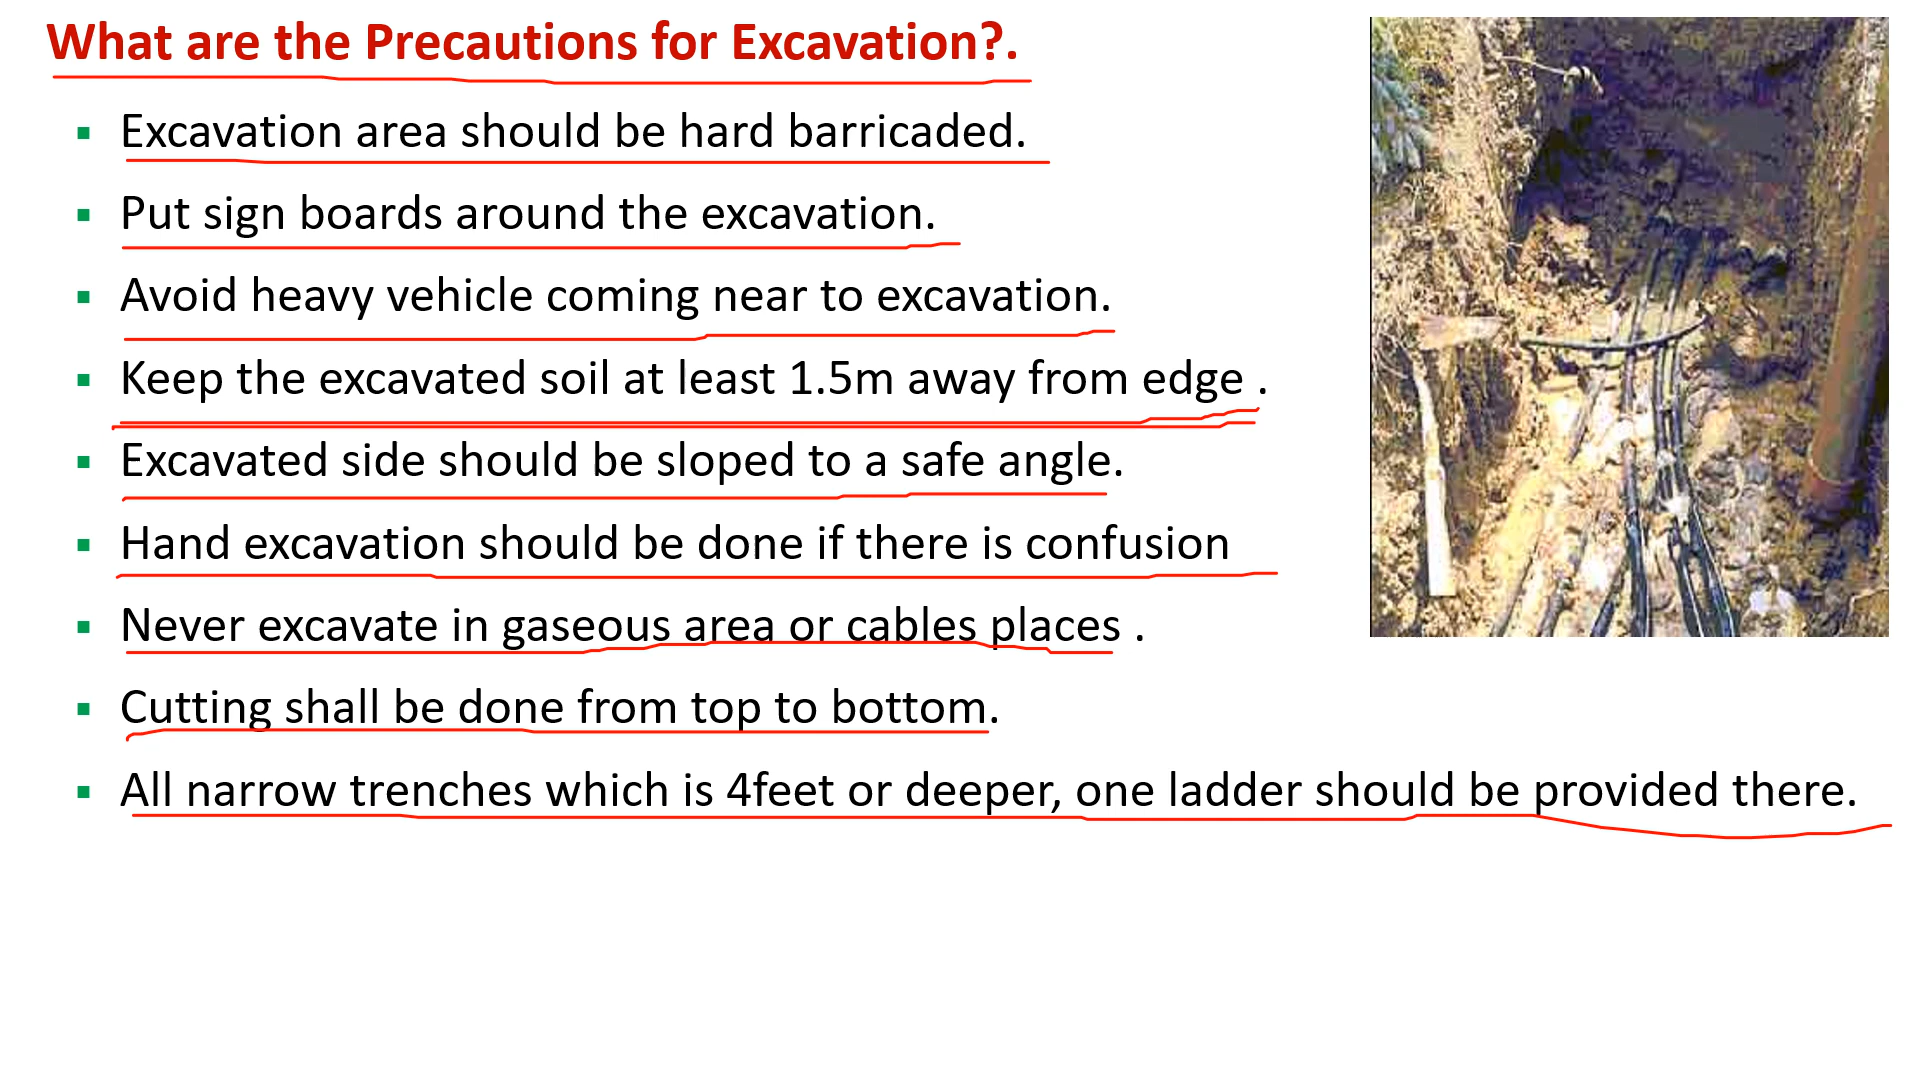 What are the Precautions for Excavation?.
Excavation area should be hard barricaded.
Put sign boards around the excavation.
Avoid heavy vehicle coming near to excavation.
Keep the excavated soil at least 1.5m away from edge .
Excavated side should be sloped to a safe angle.
Hand excavation should be done if there is confusion
Never excavate in gaseous area or cables places .
Cutting shall be done from top to bottom.
All narrow trenches which is 4feet or deeper, one ladder should be provided there.